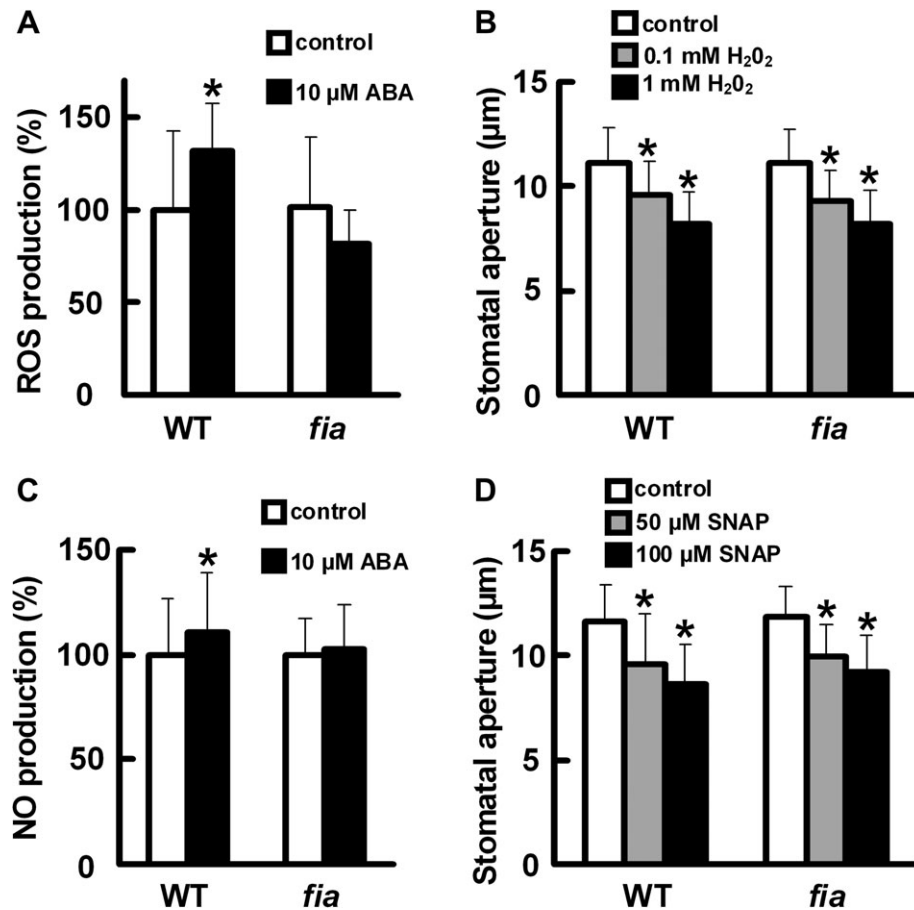 A
control
10 µM ABA
ROS production (%)
150
100
50
0
*
WT
fia
B
control
0.1 mM H₂0₂
1 mM H₂0₂
Stomatal aperture (µm)
15
10
5
0
* * * *
WT
fia
C
control
10 µM ABA
NO production (%)
150
100
50
0
*
WT
fia
D
control
50 µM SNAP
100 µM SNAP
Stomatal aperture (µm)
15
10
5
0
* * * *
WT
fia